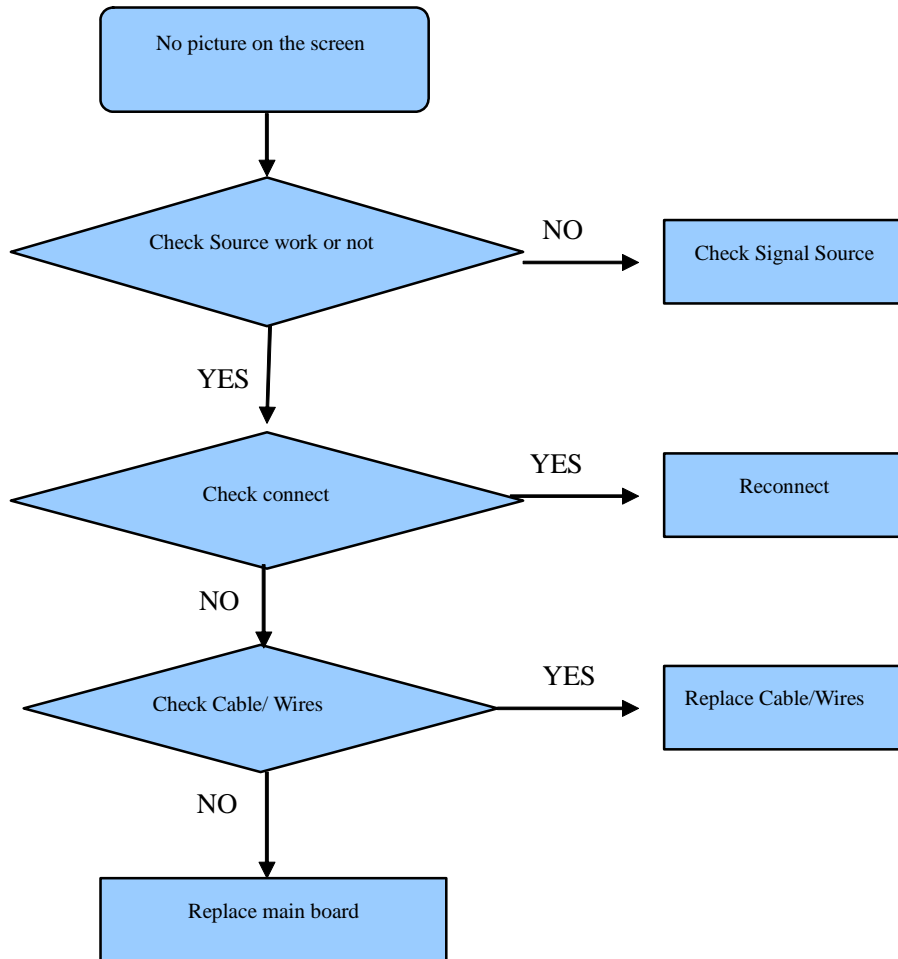 No picture on the screen
Check Source work or not
NO
Check Signal Source
YES
Check connect
YES
Reconnect
NO
Check Cable/ Wires
YES
Replace Cable/Wires
NO
Replace main board